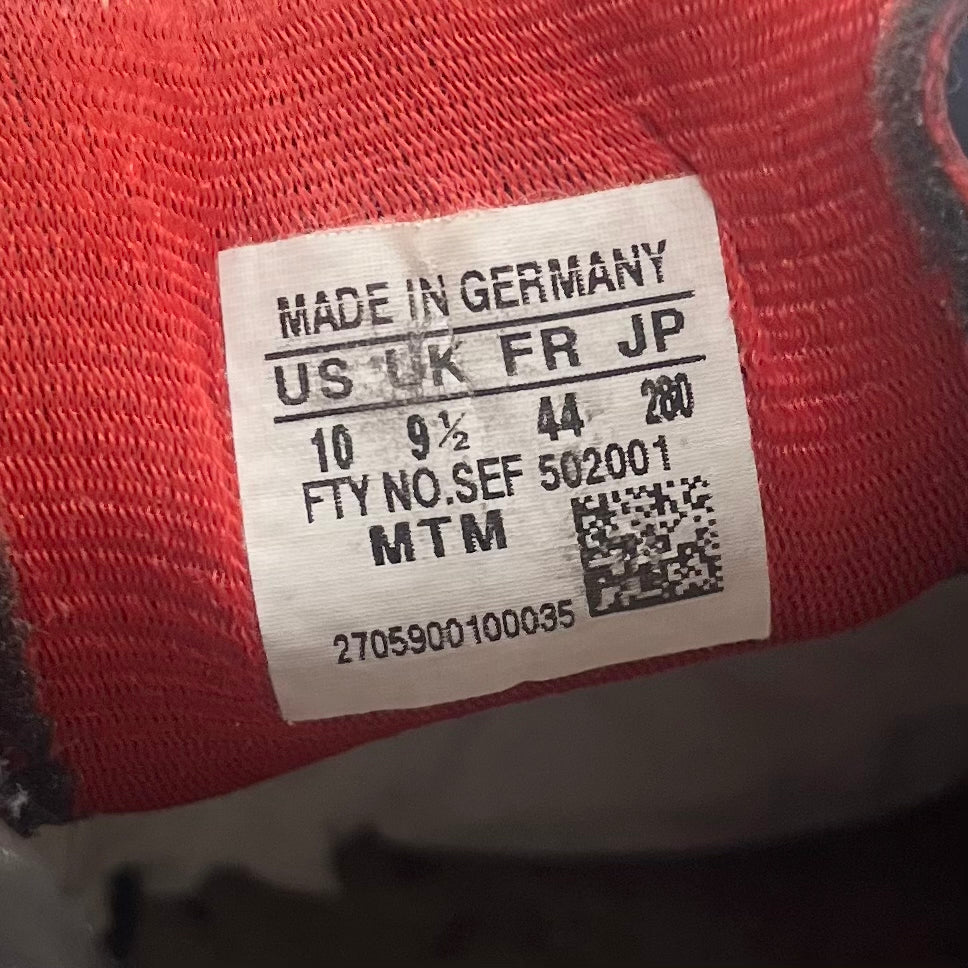 MADE IN GERMANY
US UK FR JP
10 9½ 44 280
FTY NO.SEF 502001
MTM
2705900100035